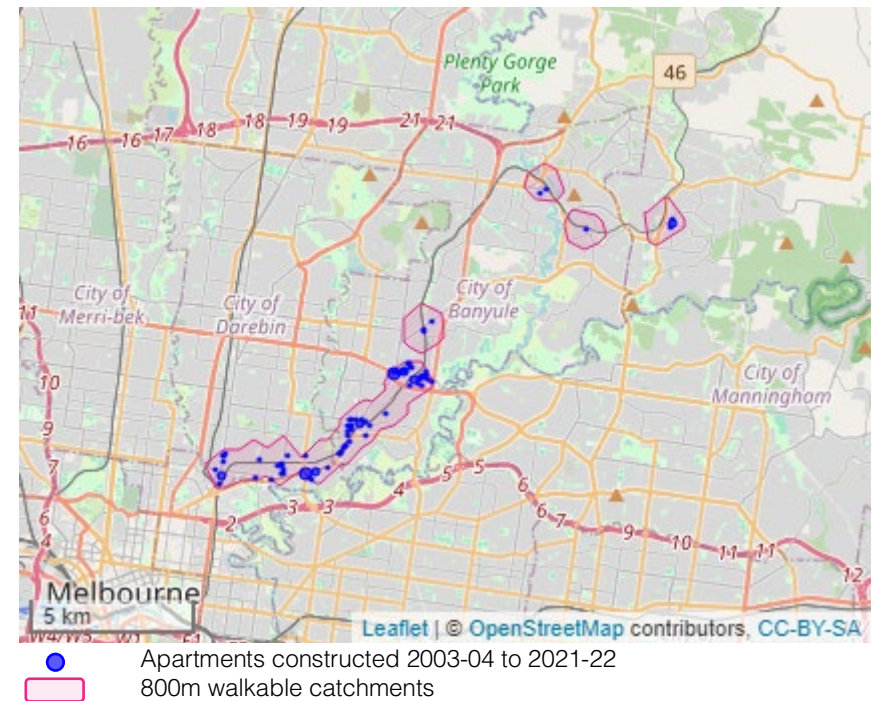 Plenty Gorge
Park
46
16 16 17 18 18 19 19 21 21
City of
Merri-bek
City of
Darebin
City of
Banyule
City of
Manningham
11
10
9
7
6
4
2 3 3 4 5 5 6 6 7 9 10 11 11 12
Melbourne
5 km
Leaflet | © OpenStreetMap contributors, CC-BY-SA
Apartments constructed 2003-04 to 2021-22
800m walkable catchments